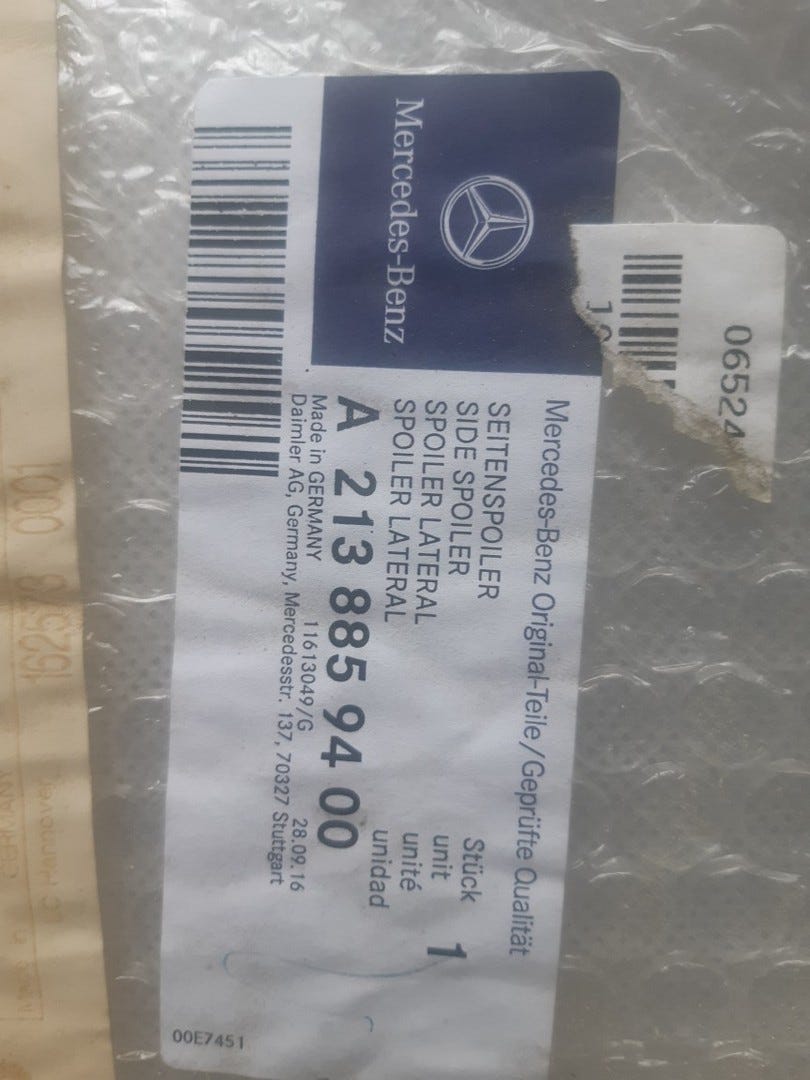 Mercedes-Benz
06524
Mercedes-Benz Original-Teile/Geprüfte Qualität
SEITENSPOILER
SIDE SPOILER
SPOILER LATERAL
SPOILER LATERAL
Stück
unit 1
unité
unidad
A 213 885 94 00
Made in GERMANY 11613049/G 28.09.16
Daimler AG, Germany, Mercedesstr. 137, 70327 Stuttgart
00E7451